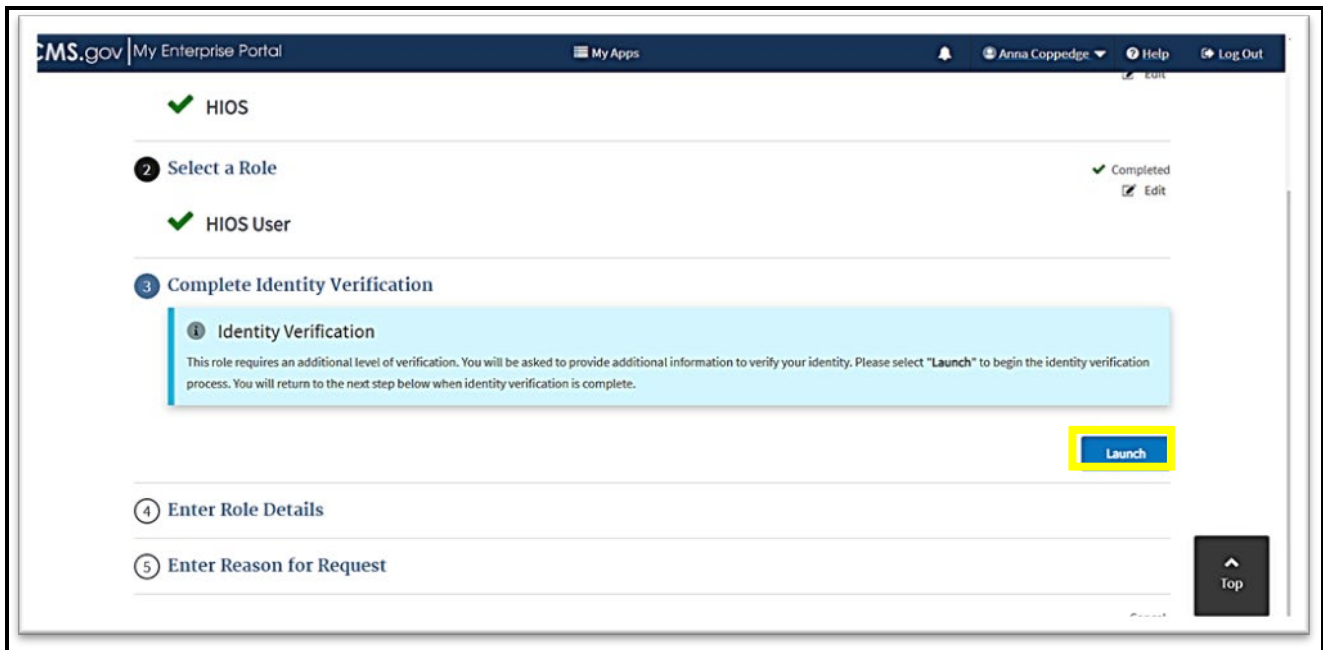 CMS.gov My Enterprise Portal My Apps Anna Coppedge Help Log Out
Edit
HIOS
2 Select a Role Completed
Edit
HIOS User
3 Complete Identity Verification
Identity Verification
This role requires an additional level of verification. You will be asked to provide additional information to verify your identity. Please select "Launch" to begin the identity verification
process. You will return to the next step below when identity verification is complete.
Launch
4 Enter Role Details
5 Enter Reason for Request
Top